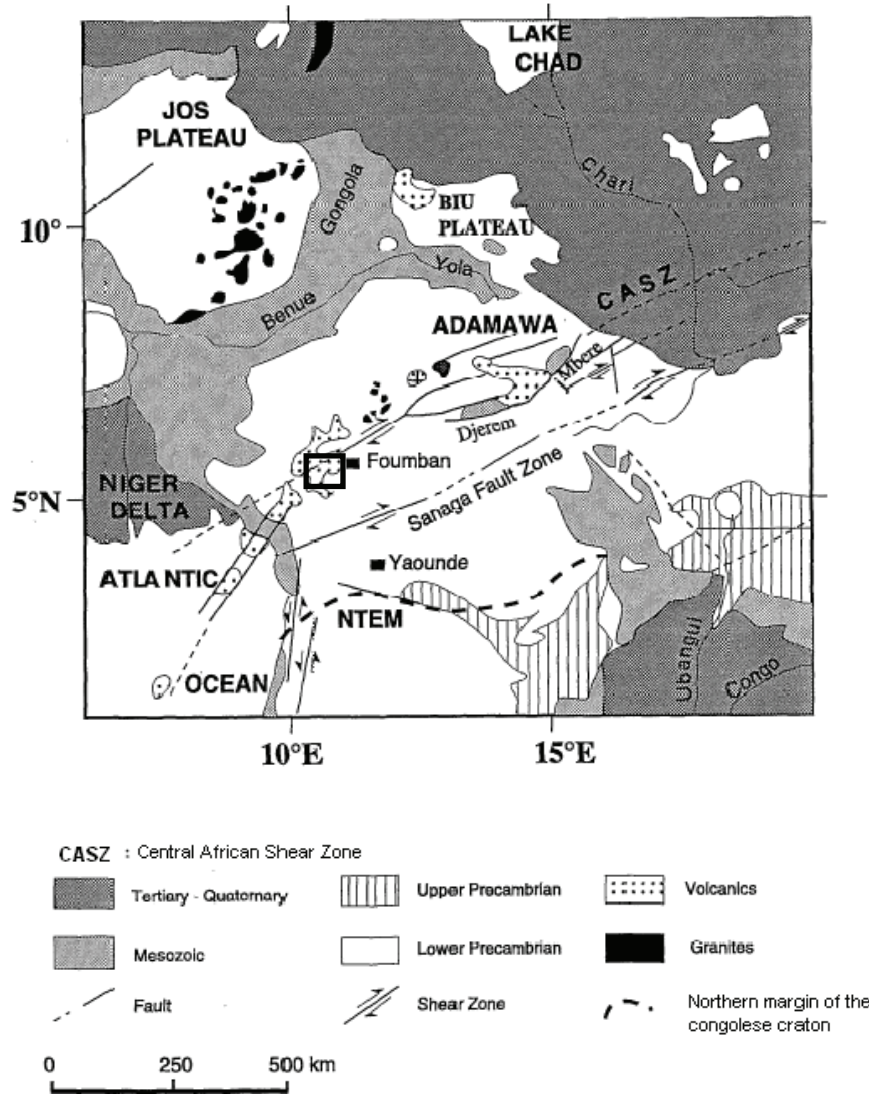 LAKE
CHAD
JOS
PLATEAU
Chari
Gongola
BIU
PLATEAU
10°
Yola
CASZ
Benue
ADAMAWA
Mbere
Djerem
Foumban
Sanaga Fault Zone
5°N
NIGER
DELTA
Yaounde
ATLANTIC
NTEM
OCEAN
Ubangui
Congo
10°E
15°E
CASZ : Central African Shear Zone
Tertiary - Quaternary
Upper Precambrian
Volcanics
Mesozoic
Lower Precambrian
Granites
Fault
Shear Zone
Northern margin of the
congolese craton
0 250 500 km